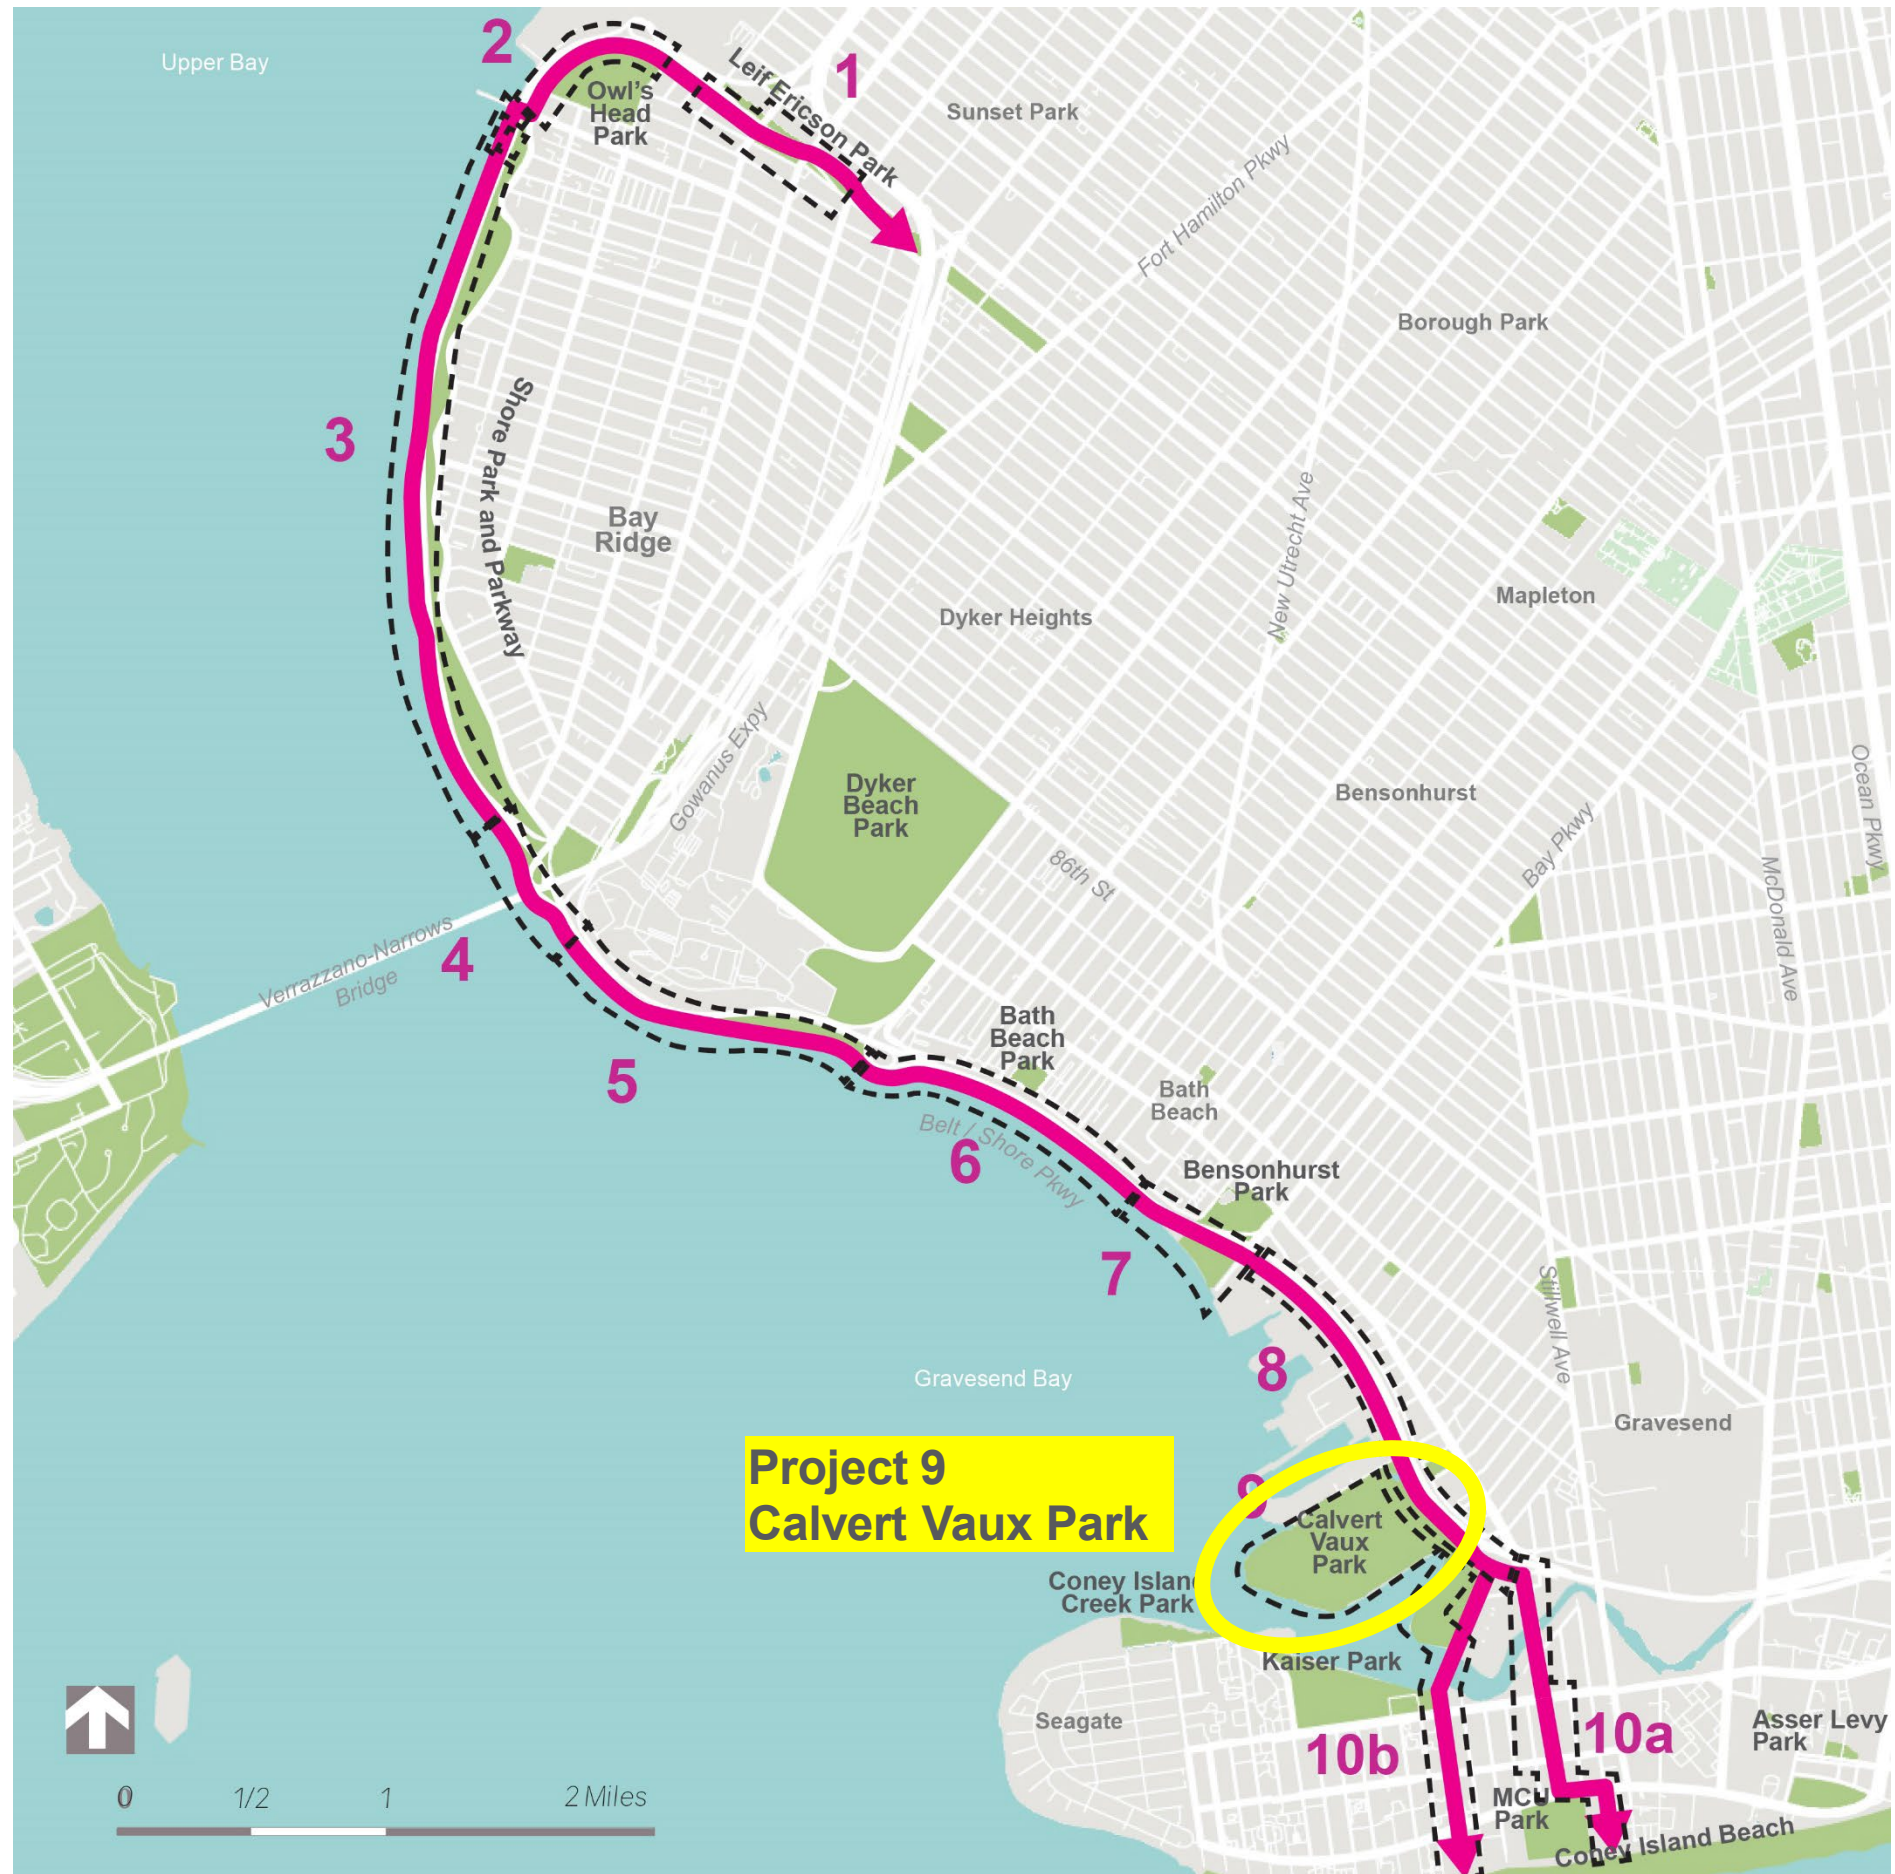 2
1
Upper Bay
Leif Ericson Park
Owl's
Head
Park
Sunset Park
Fort Hamilton Pkwy
Borough Park
3
Shore Park and Parkway
Bay
Ridge
New Utrecht Ave
Mapleton
Dyker Heights
Gowanus Expy
Dyker
Beach
Park
Bensonhurst
Ocean Pkwy
86th St
Bay Pkwy
McDonald Ave
Verrazzano-Narrows
Bridge
4
Bath
Beach
Park
5
Bath
Beach
Belt / Shore Pkwy
6
Bensonhurst
Park
7
Stillwell Ave
8
Gravesend Bay
Gravesend
Project 9
Calvert Vaux Park
9
Calvert
Vaux
Park
Coney Island
Creek Park
Kaiser Park
Seagate
10b
10a
Asser Levy
Park
0 1/2 1 2 Miles
MCU
Park
Coney Island Beach